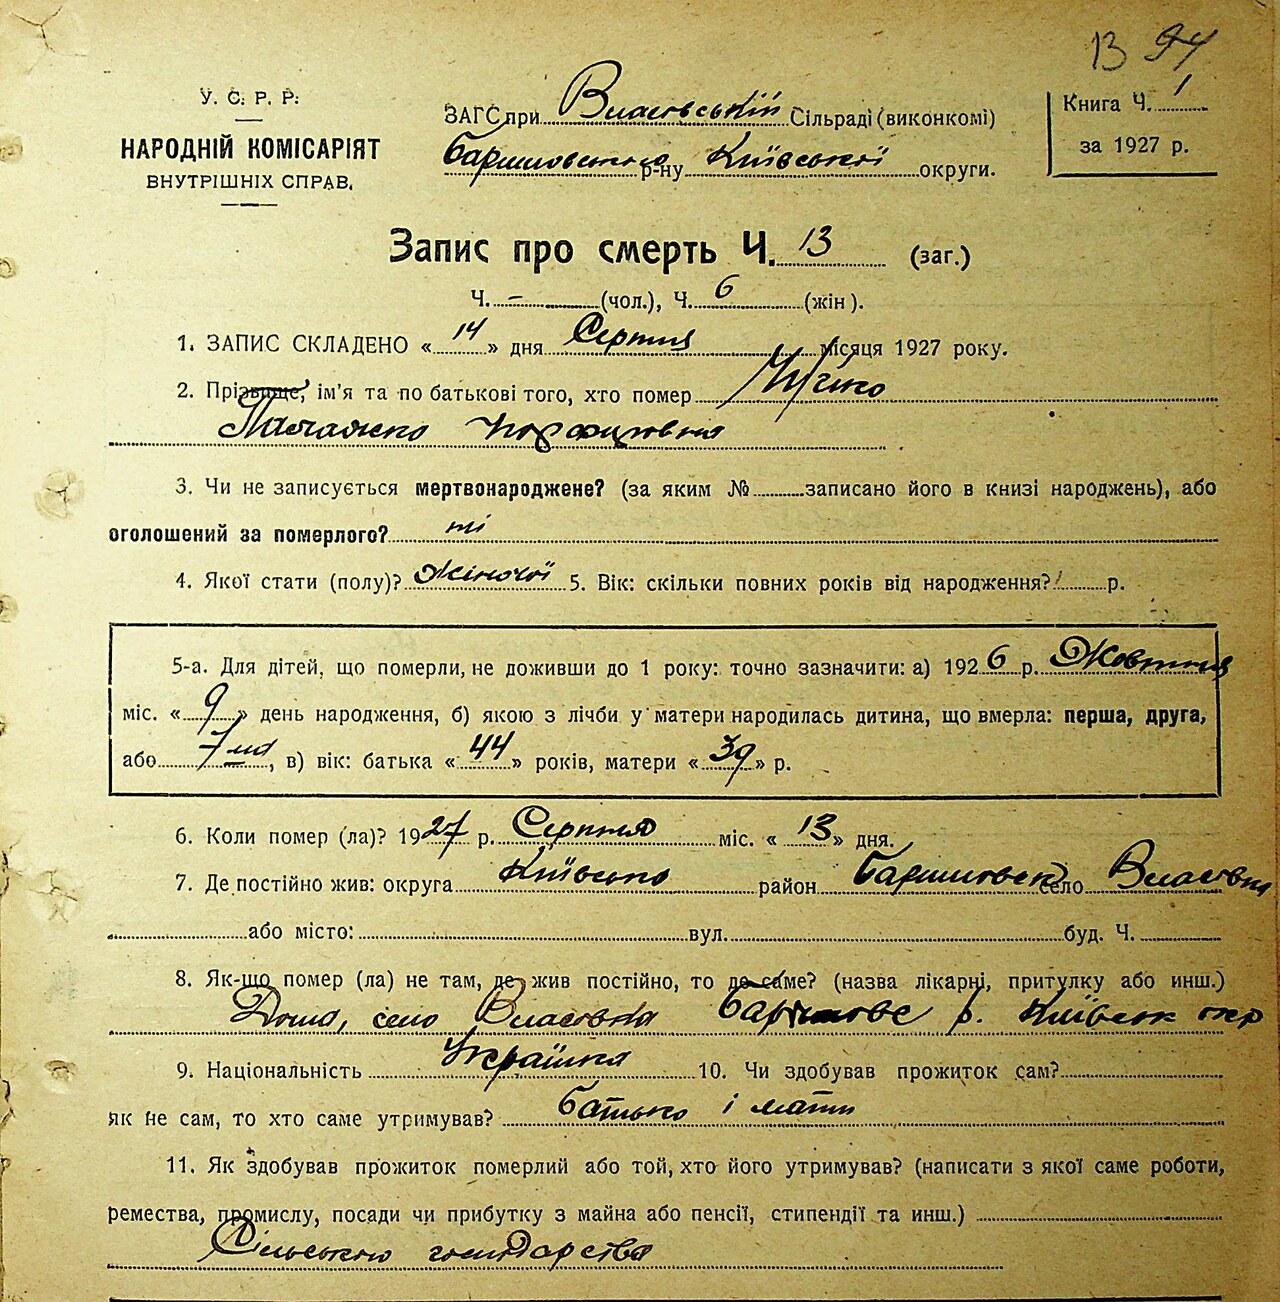 13 94
У. С. Р. Р.
НАРОДНІЙ КОМІСАРІЯТ
ВНУТРІШНІХ СПРАВ.
ЗАГС при Власівській Сільраді (виконкомі)
Баришовського р-ну Київської округи.
Книга Ч. 1
за 1927 р.
Запис про смерть Ч. 13 (заг.)
Ч. - (чол.), Ч. 6 (жін).
1. ЗАПИС СКЛАДЕНО « 14 » дня Серпня місяця 1927 року.
2. Прізвище, ім'я та по батькові того, хто помер
Порфировна
3. Чи не записується мертвонароджене? (за яким № записано його в книзі народжень), або
оголошений за померлого? ні
4. Якої стати (полу)? Жіночої 5. Вік: скільки повних років від народження? р.
5-а. Для дітей, що померли, не доживши до 1 року: точно зазначити: а) 1926 р. Жовтня
міс. « 9 » день народження, б) якою з лічби у матери народилась дитина, що вмерла: перша, друга,
або 7-ма, в) вік: батька « 44 » років, матери « 39 » р.
6. Коли помер (ла)? 1927 р. Серпня міс. « 13 » дня.
7. Де постійно жив: округа Київська район Баришовск село Власівка
або місто: вул. буд. Ч.
8. Як-що помер (ла) не там, де жив постійно, то де саме? (назва лікарні, притулку або инш.)
Дома, село Власівка р. Київськ окр
9. Національність Українка 10. Чи здобував прожиток сам?
як не сам, то хто саме утримував? батько і мати
11. Як здобував прожиток померлий або той, хто його утримував? (написати з якої саме роботи,
ремества, промислу, посади чи прибутку з майна або пенсії, стипендії та инш.)
Сільського господарства